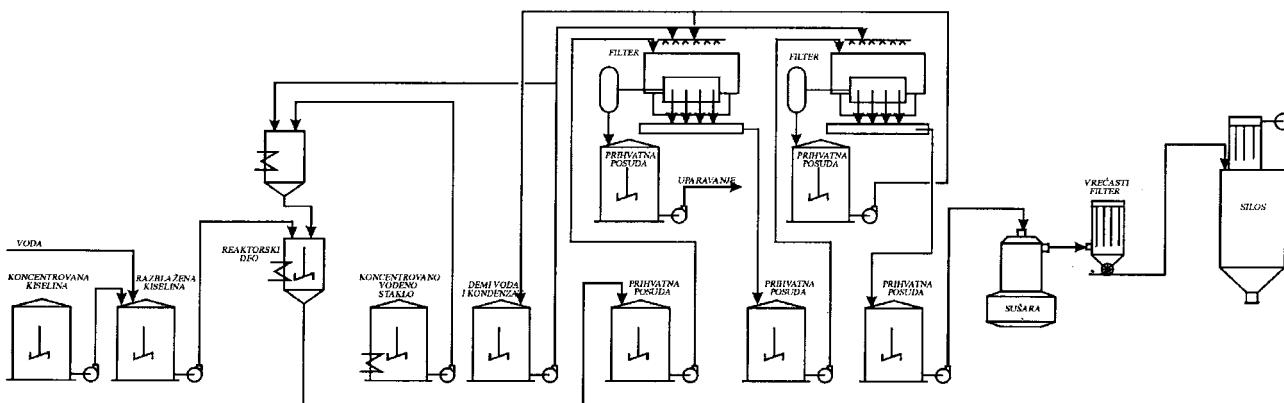 FILTER
FILTER
PRIHVATNA
POSUDA
UPARAVANJE
PRIHVATNA
POSUDA
VREĆASTI
FILTER
SILOS
VODA
KONCENTROVANA
KISELINA
RAZBLAŽENA
KISELINA
REAKTORSKI
DEO
KONCENTROVANO
VODENO
STAKLO
DEMI VODA
I KONDENZAT
PRIHVATNA
POSUDA
PRIHVATNA
POSUDA
PRIHVATNA
POSUDA
SUŠARA